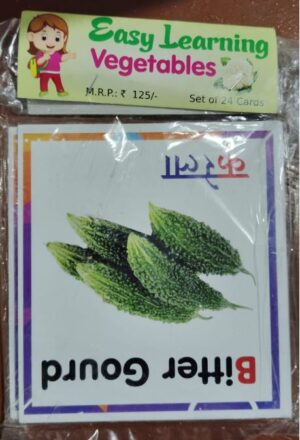 Easy Learning
Vegetables
M.R.P.: ₹ 125/-
Set of 24 Cards
Bitter Gourd
करेला